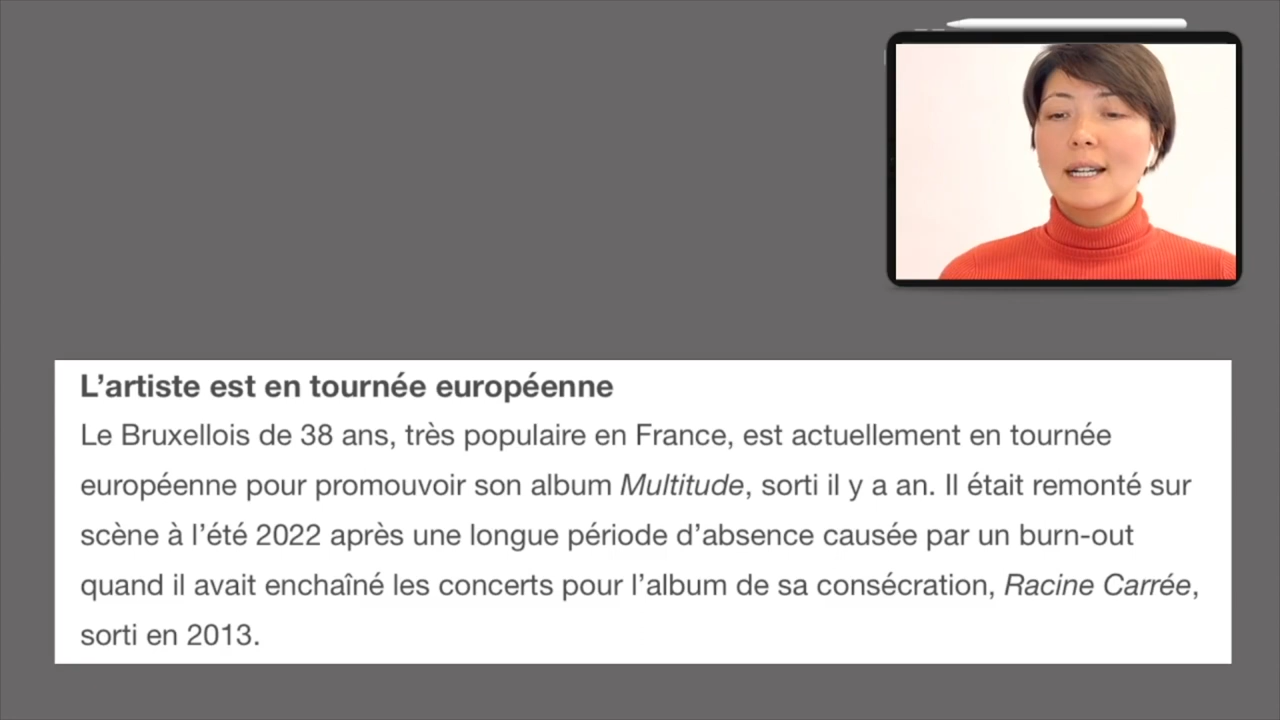 L’artiste est en tournée européenne
Le Bruxellois de 38 ans, très populaire en France, est actuellement en tournée
européenne pour promouvoir son album Multitude, sorti il y a an. Il était remonté sur
scène à l’été 2022 après une longue période d’absence causée par un burn-out
quand il avait enchaîné les concerts pour l’album de sa consécration, Racine Carrée,
sorti en 2013.